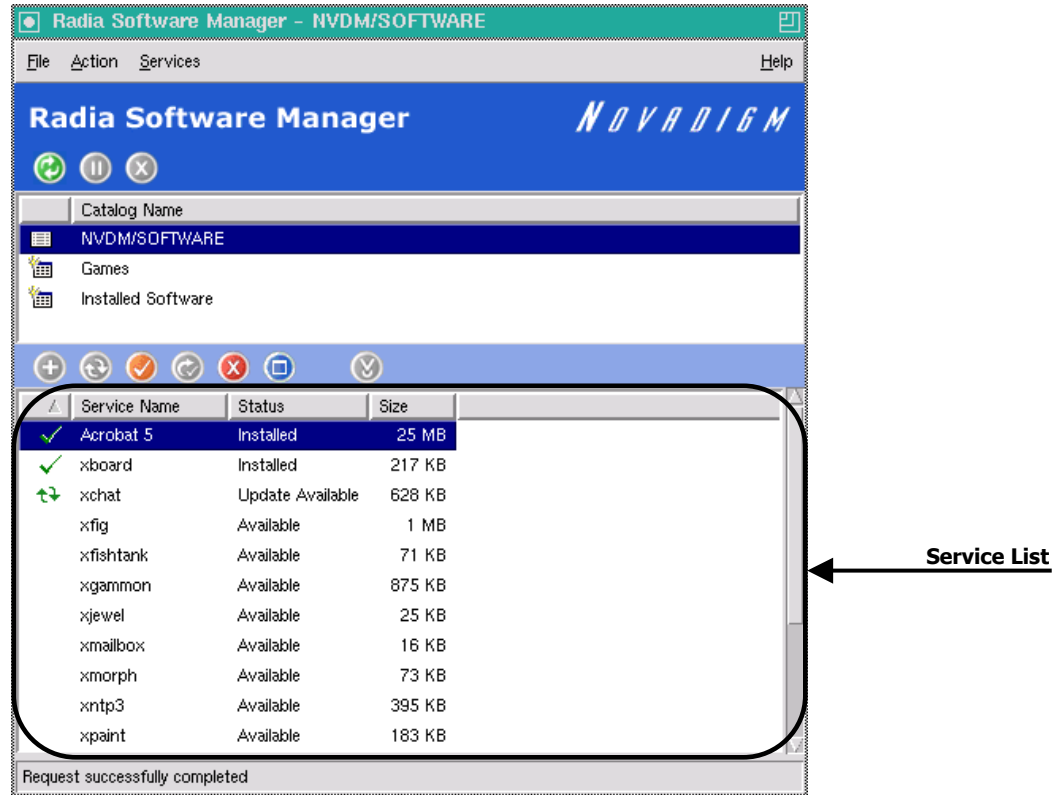 Radia Software Manager - NVDM/SOFTWARE
File Action Services Help
Radia Software Manager NOVADIGM
Catalog Name
NVDM/SOFTWARE
Games
Installed Software
Service Name Status Size
Acrobat 5 Installed 25 MB
xboard Installed 217 KB
xchat Update Available 628 KB
xfig Available 1 MB
xfishtank Available 71 KB
Service List
xgammon Available 875 KB
xjewel Available 25 KB
xmailbox Available 16 KB
xmorph Available 73 KB
xntp3 Available 395 KB
xpaint Available 183 KB
Request successfully completed